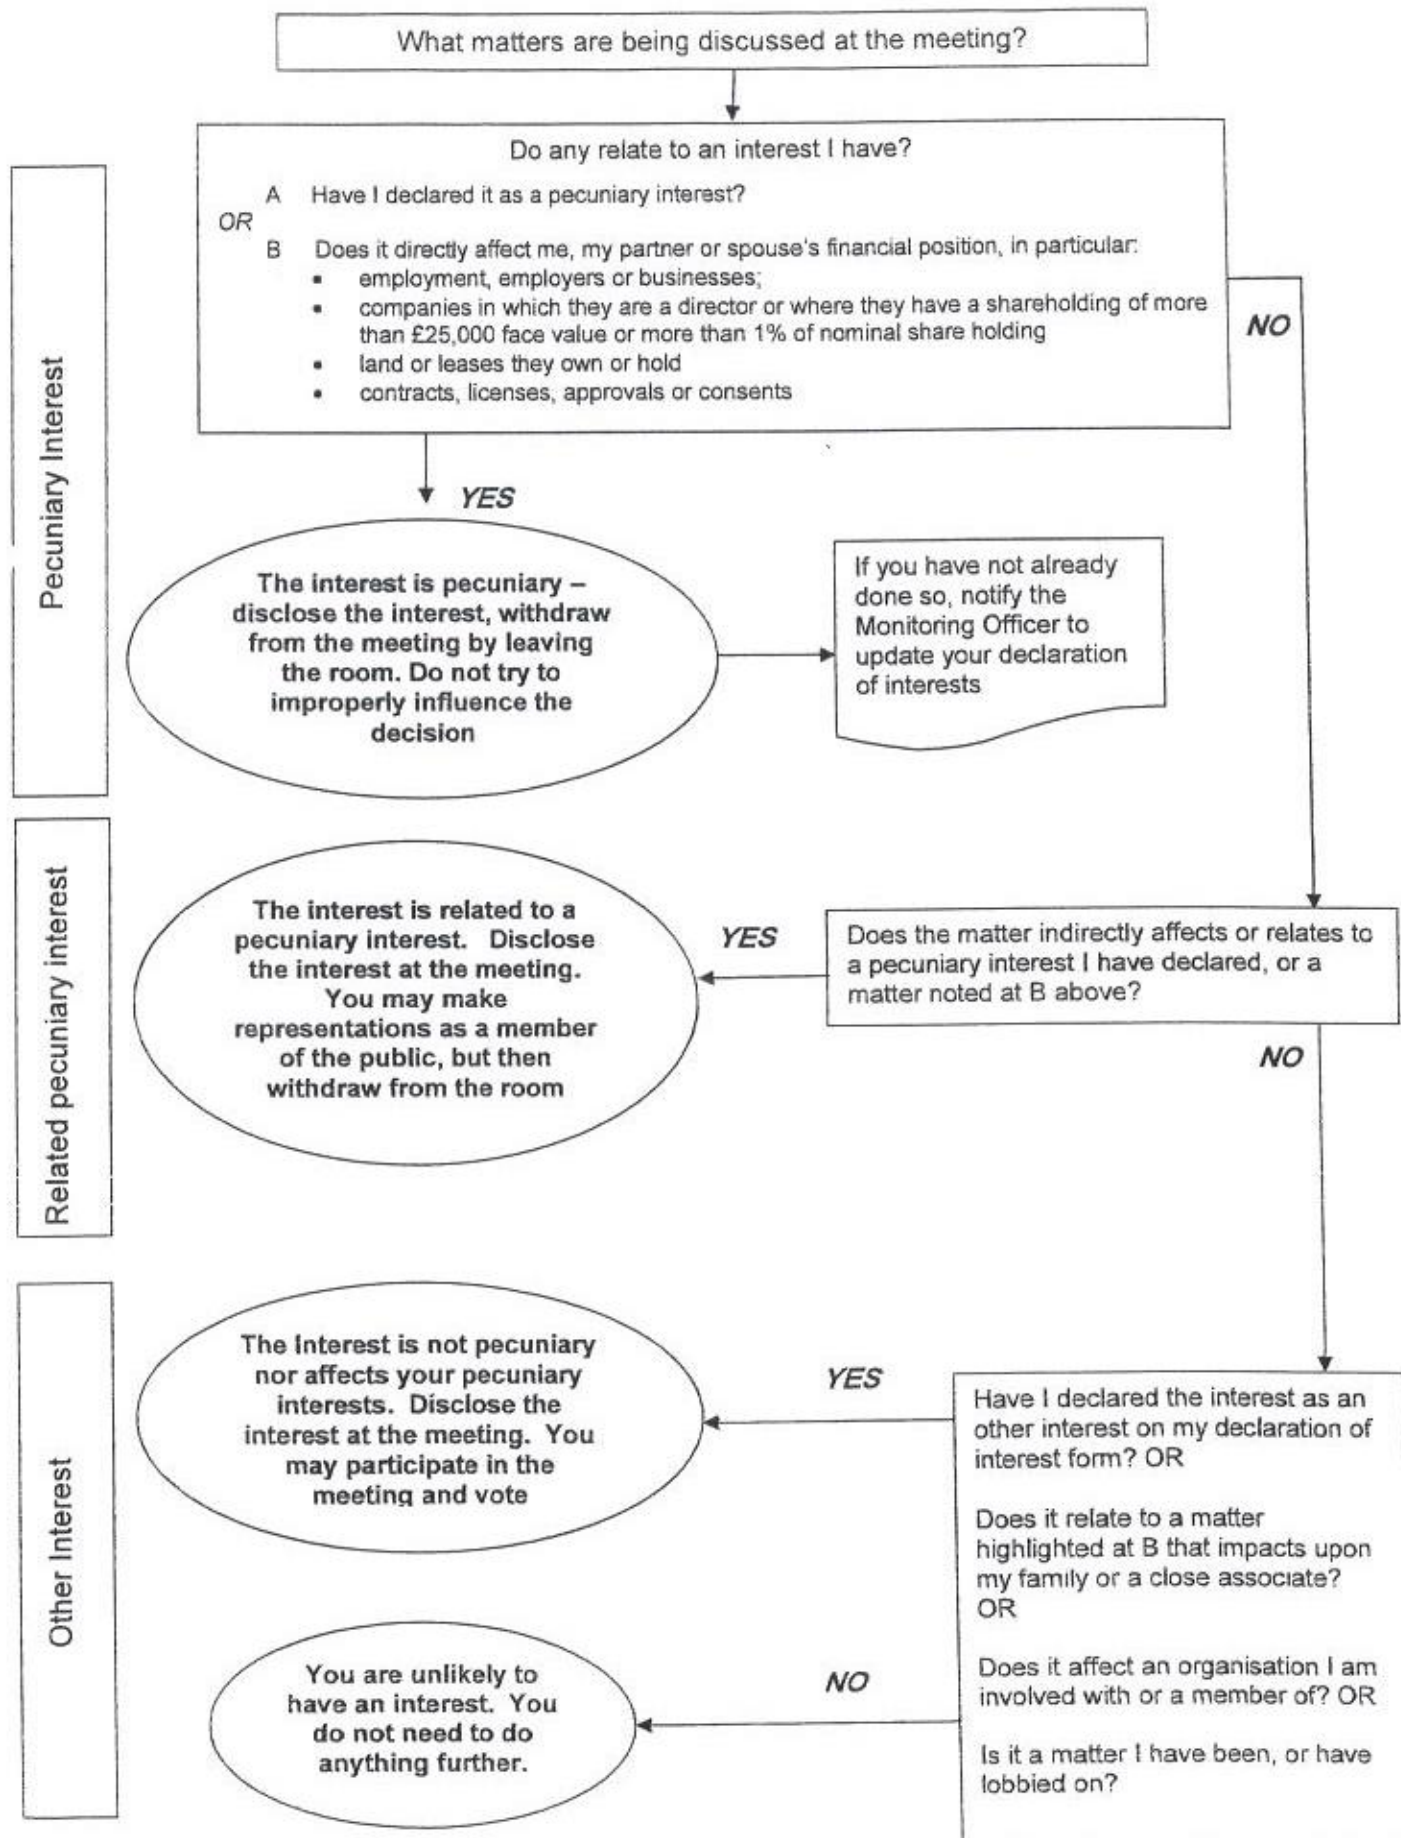 What matters are being discussed at the meeting?
Do any relate to an interest I have?
A Have I declared it as a pecuniary interest?
OR
B Does it directly affect me, my partner or spouse's financial position, in particular:
▪ employment, employers or businesses;
▪ companies in which they are a director or where they have a shareholding of more
than £25,000 face value or more than 1% of nominal share holding
▪ land or leases they own or hold
▪ contracts, licenses, approvals or consents
NO
Pecuniary Interest
YES
The interest is pecuniary –
disclose the interest, withdraw
from the meeting by leaving
the room. Do not try to
improperly influence the
decision
If you have not already
done so, notify the
Monitoring Officer to
update your declaration
of interests
Related pecuniary interest
The interest is related to a
pecuniary interest. Disclose
the interest at the meeting.
You may make
representations as a member
of the public, but then
withdraw from the room
YES
Does the matter indirectly affects or relates to
a pecuniary interest I have declared, or a
matter noted at B above?
NO
Other Interest
The Interest is not pecuniary
nor affects your pecuniary
interests. Disclose the
interest at the meeting. You
may participate in the
meeting and vote
YES
Have I declared the interest as an
other interest on my declaration of
interest form? OR
Does it relate to a matter
highlighted at B that impacts upon
my family or a close associate?
OR
Does it affect an organisation I am
involved with or a member of? OR
Is it a matter I have been, or have
lobbied on?
NO
You are unlikely to
have an interest. You
do not need to do
anything further.